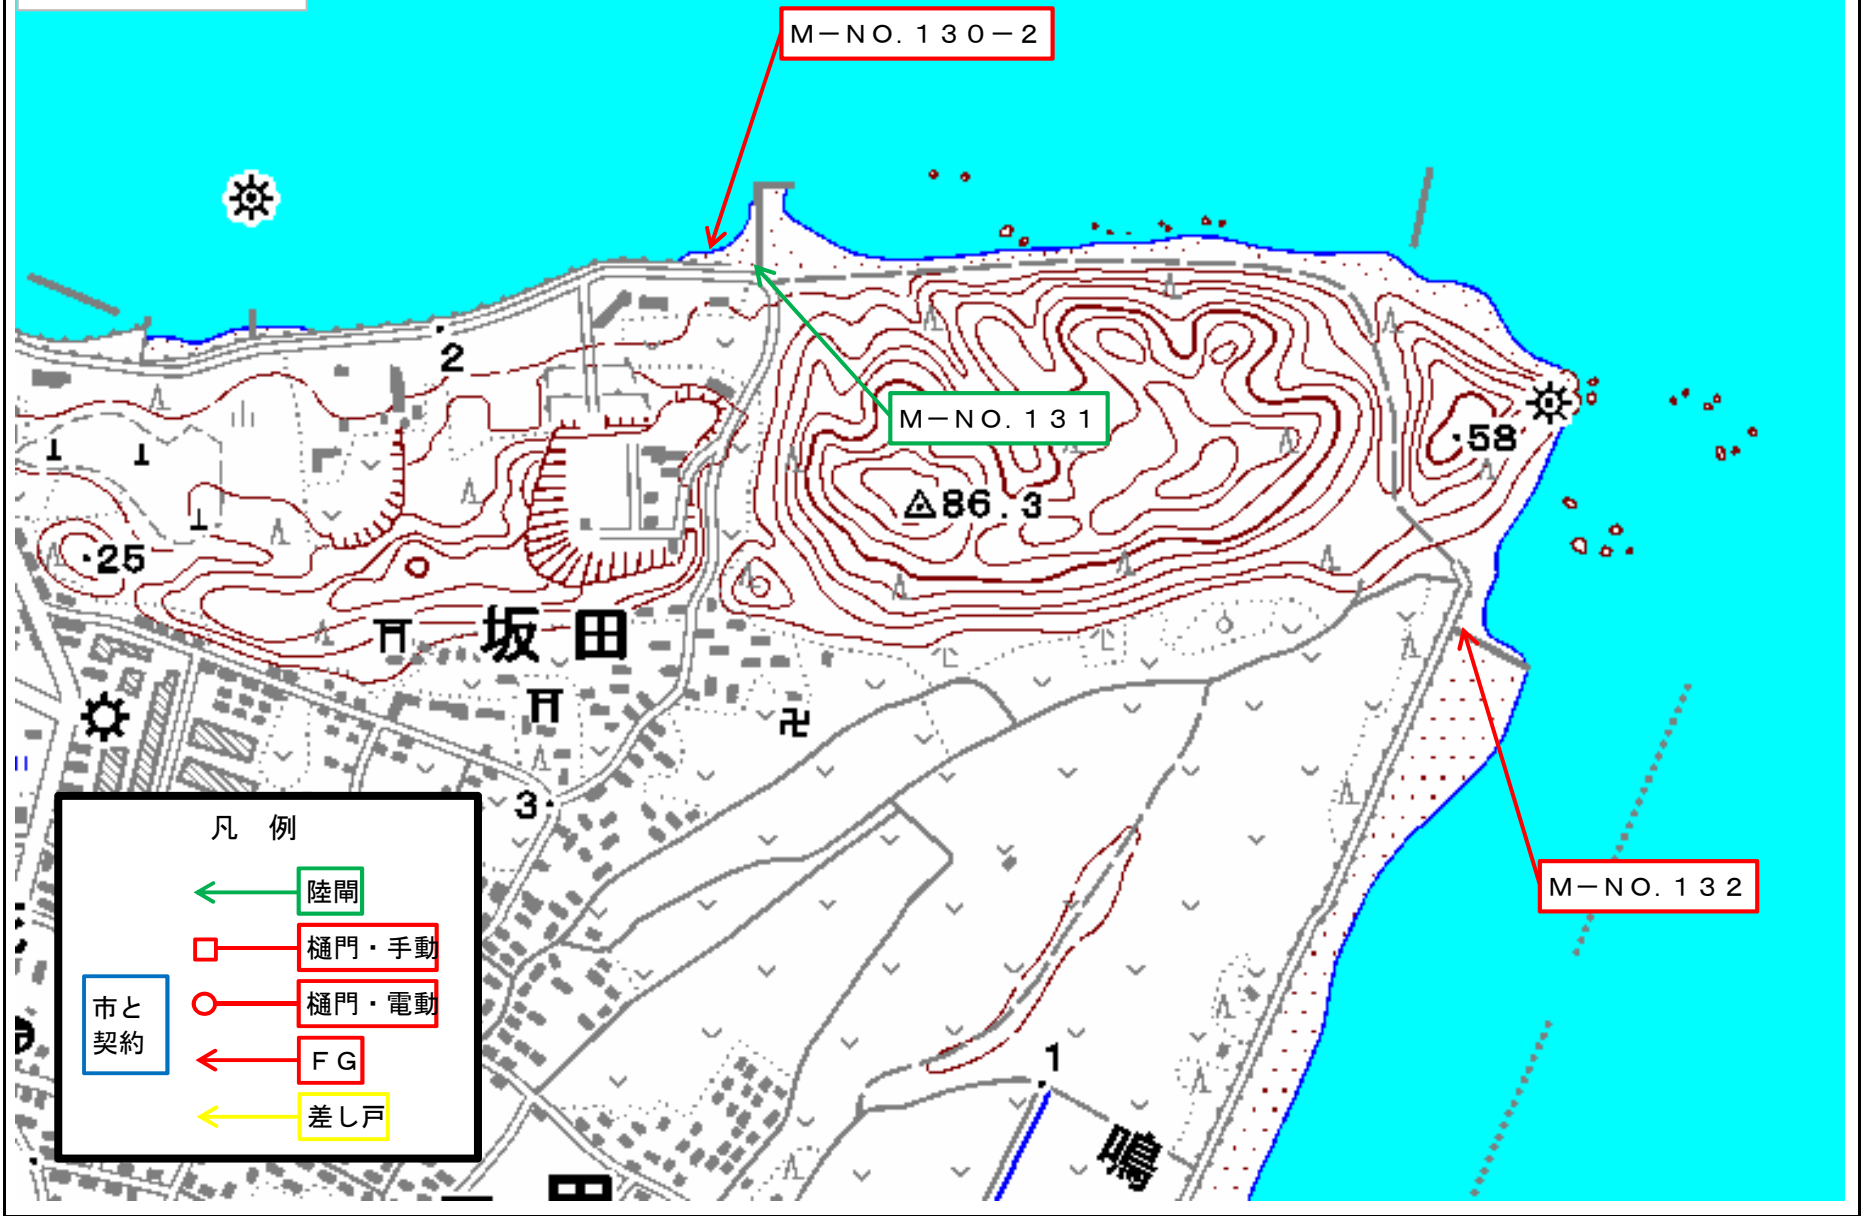 M－NO.１３０－２
2
M－NO.１３１
58
86.3
25
坂田
3
凡　例
陸閘
樋門・手動
樋門・電動
市と
契約
ＦＧ
差し戸
M－NO.１３２
1
鳴
田